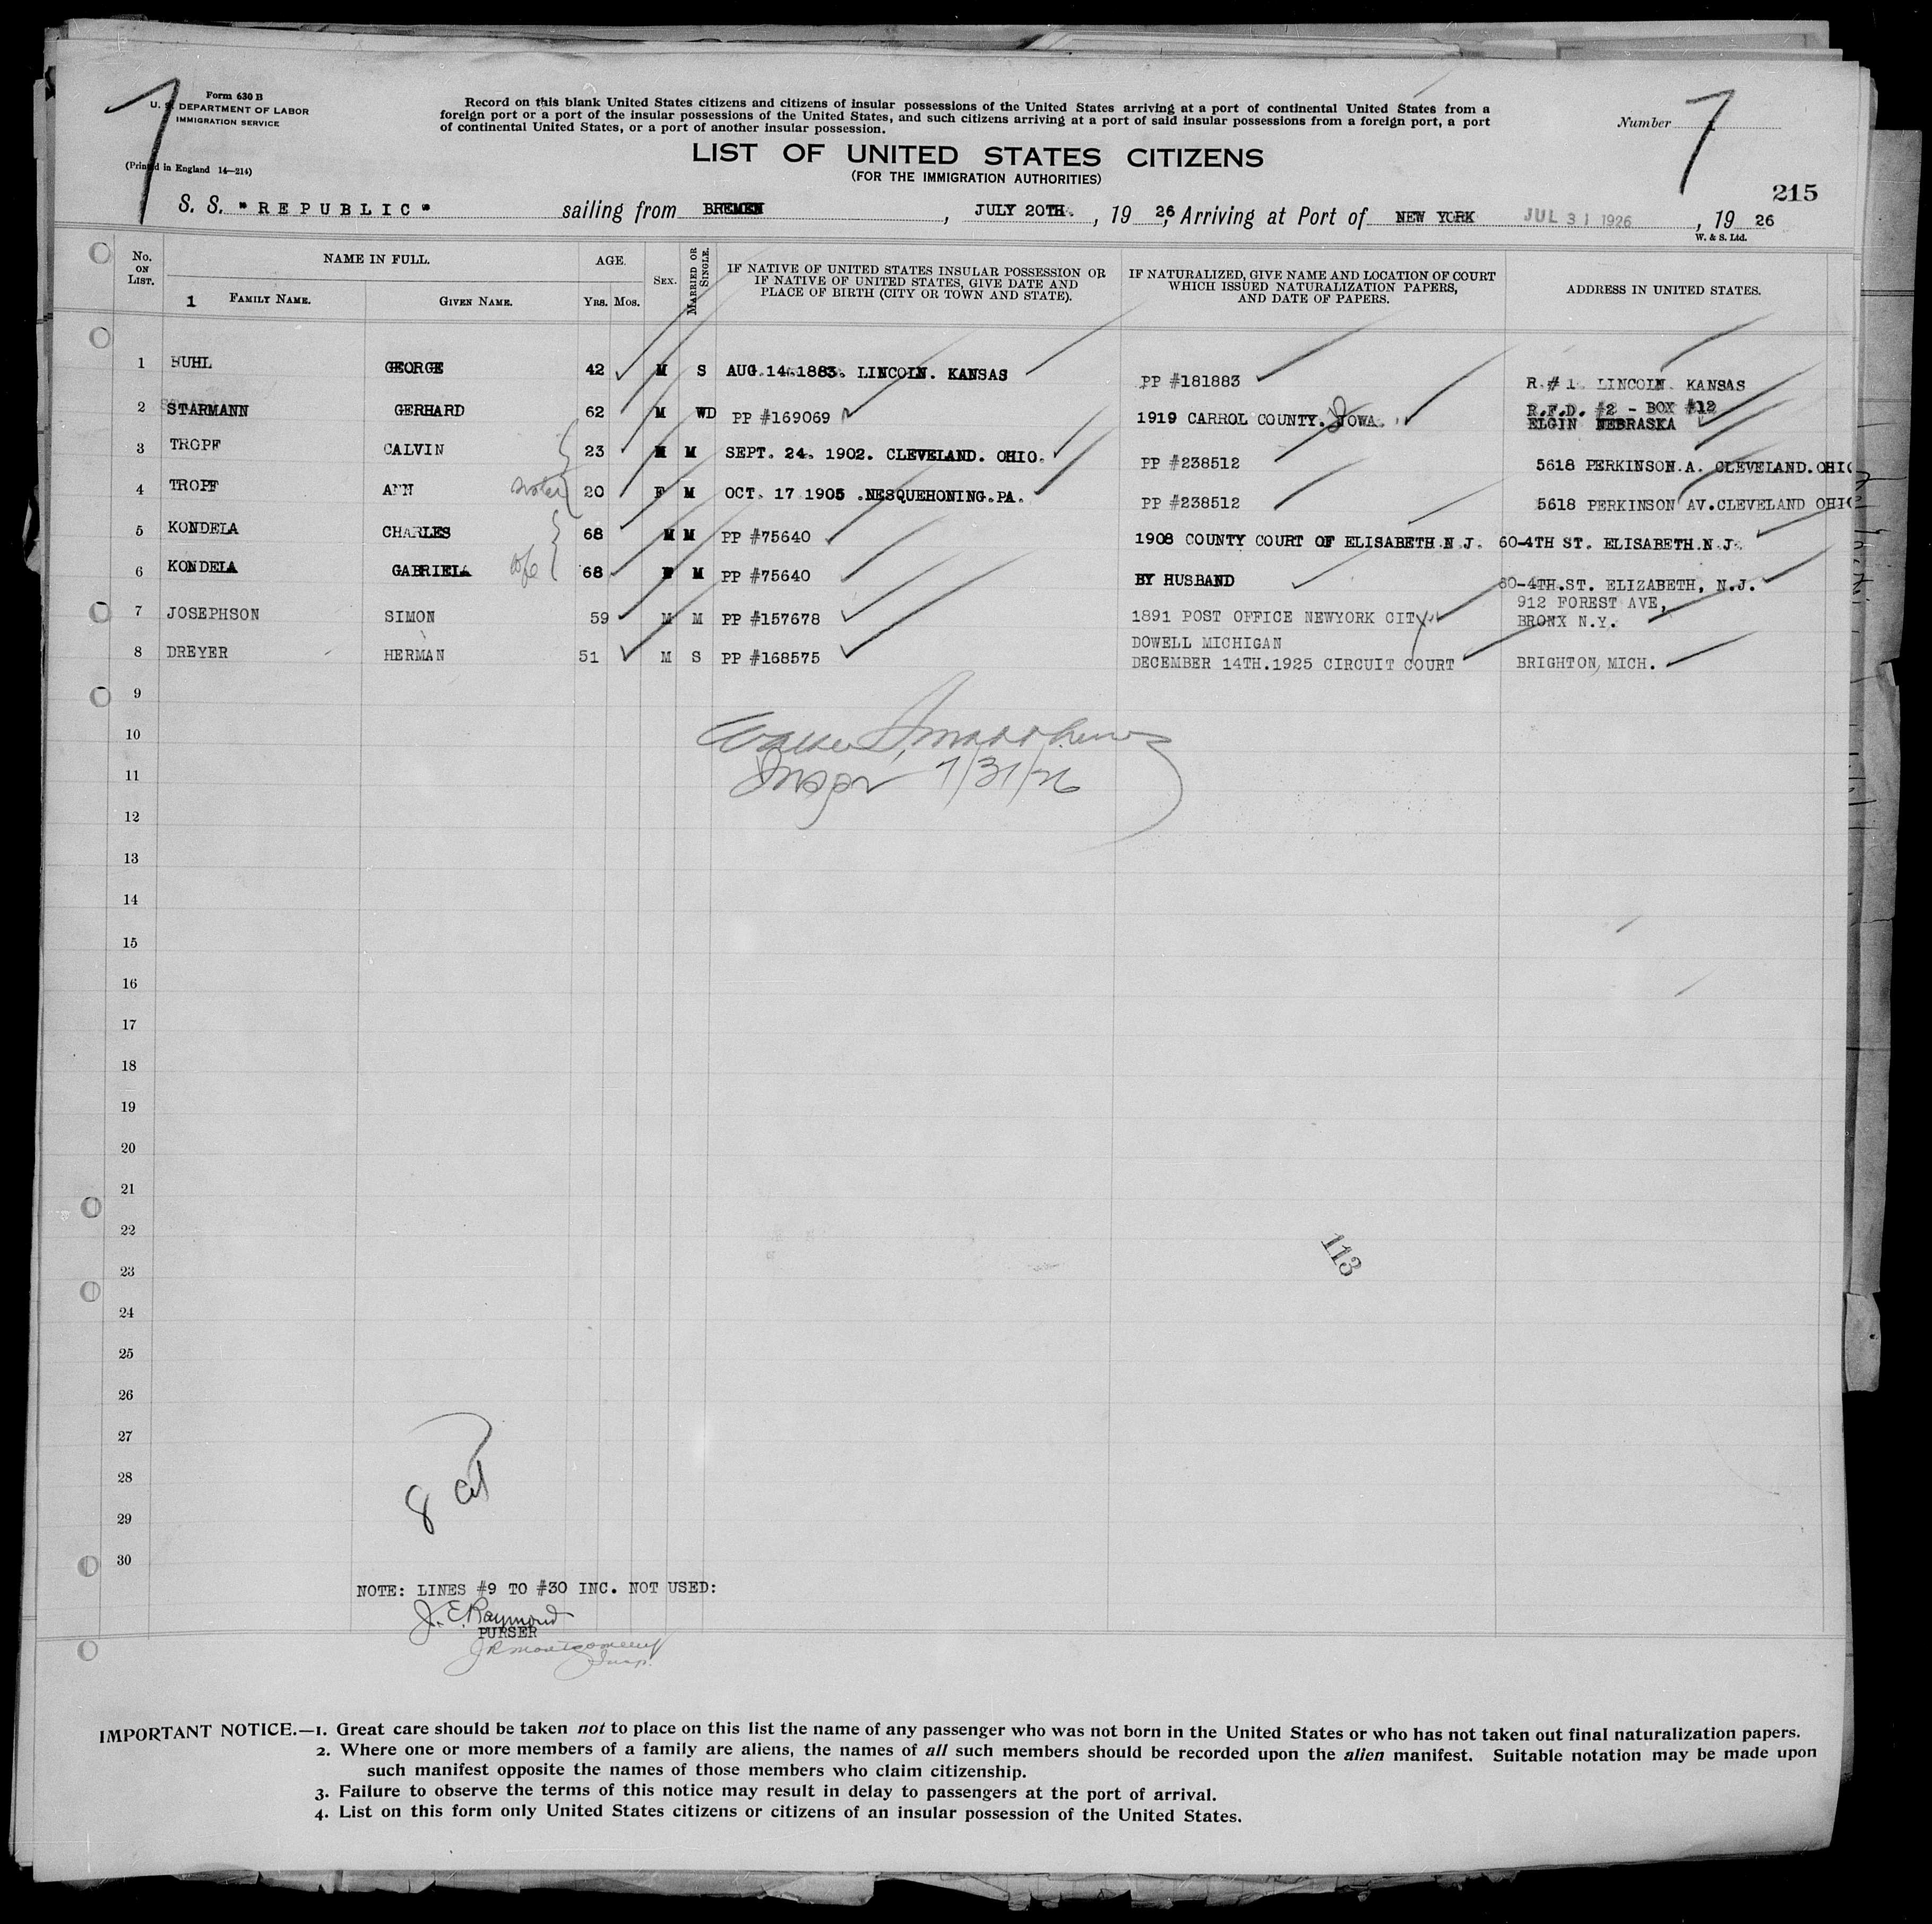 7
Form 630 B
U. S. DEPARTMENT OF LABOR
IMMIGRATION SERVICE
(Printed in England 14—214)
Record on this blank United States citizens and citizens of insular possessions of the United States arriving at a port of continental United States from a
foreign port or a port of the insular possessions of the United States, and such citizens arriving at a port of said insular possessions from a foreign port, a port
of continental United States, or a port of another insular possession.
LIST OF UNITED STATES CITIZENS
(FOR THE IMMIGRATION AUTHORITIES)
Number
7
215
S. S. "REPUBLIC" sailing from BREMEN, JULY 20TH., 19 26, Arriving at Port of NEW YORK JUL 31 1926, 19 26
W. & S. Ltd.
No. ON LIST. NAME IN FULL. AGE. SEX. MARRIED OR SINGLE. IF NATIVE OF UNITED STATES INSULAR POSSESSION OR IF NATIVE OF UNITED STATES, GIVE DATE AND PLACE OF BIRTH (CITY OR TOWN AND STATE). IF NATURALIZED, GIVE NAME AND LOCATION OF COURT WHICH ISSUED NATURALIZATION PAPERS, AND DATE OF PAPERS. ADDRESS IN UNITED STATES.
1 FAMILY NAME. GIVEN NAME. YRS. MOS.
1 BUHL GEORGE 42 M S AUG.14.1883. LINCOLN. KANSAS PP #181883 R.#1 LINCOLN. KANSAS
2 STARMANN GERHARD 62 M WD PP #169069 1919 CARROL COUNTY. IOWA. R.F.D. #2 - BOX #12
ELGIN NEBRASKA
3 TROPF CALVIN 23 M M SEPT. 24. 1902. CLEVELAND. OHIO. PP #238512 5618 PERKINSON.A. CLEVELAND.OHIO
4 TROPF ANN 20 F M OCT. 17 1905 .NESQUEHONING.PA. PP #238512 5618 PERKINSON AV.CLEVELAND OHIO
5 KONDELA CHARLES 68 M M PP #75640 1908 COUNTY COURT OF ELISABETH.N.J. 60-4TH ST. ELISABETH.N.J.
6 KONDELA GABRIELA wife 68 F M PP #75640 BY HUSBAND 60-4TH.ST. ELIZABETH, N.J.
7 JOSEPHSON SIMON 59 M M PP #157678 1891 POST OFFICE NEWYORK CITY 912 FOREST AVE,
BRONX N.Y.
8 DREYER HERMAN 51 M S PP #168575 DOWELL MICHIGAN
DECEMBER 14TH.1925 CIRCUIT COURT BRIGHTON, MICH.
9
10
Inspr 7/31/26
11
12
13
14
15
16
17
18
19
20
21
22
113
23
24
25
26
27
28
8
29
30
NOTE: LINES #9 TO #30 INC. NOT USED:
J. E. Raymond
PURSER
JR Montgomery
Insp.
IMPORTANT NOTICE.—1. Great care should be taken not to place on this list the name of any passenger who was not born in the United States or who has not taken out final naturalization papers.
2. Where one or more members of a family are aliens, the names of all such members should be recorded upon the alien manifest. Suitable notation may be made upon
such manifest opposite the names of those members who claim citizenship.
3. Failure to observe the terms of this notice may result in delay to passengers at the port of arrival.
4. List on this form only United States citizens or citizens of an insular possession of the United States.